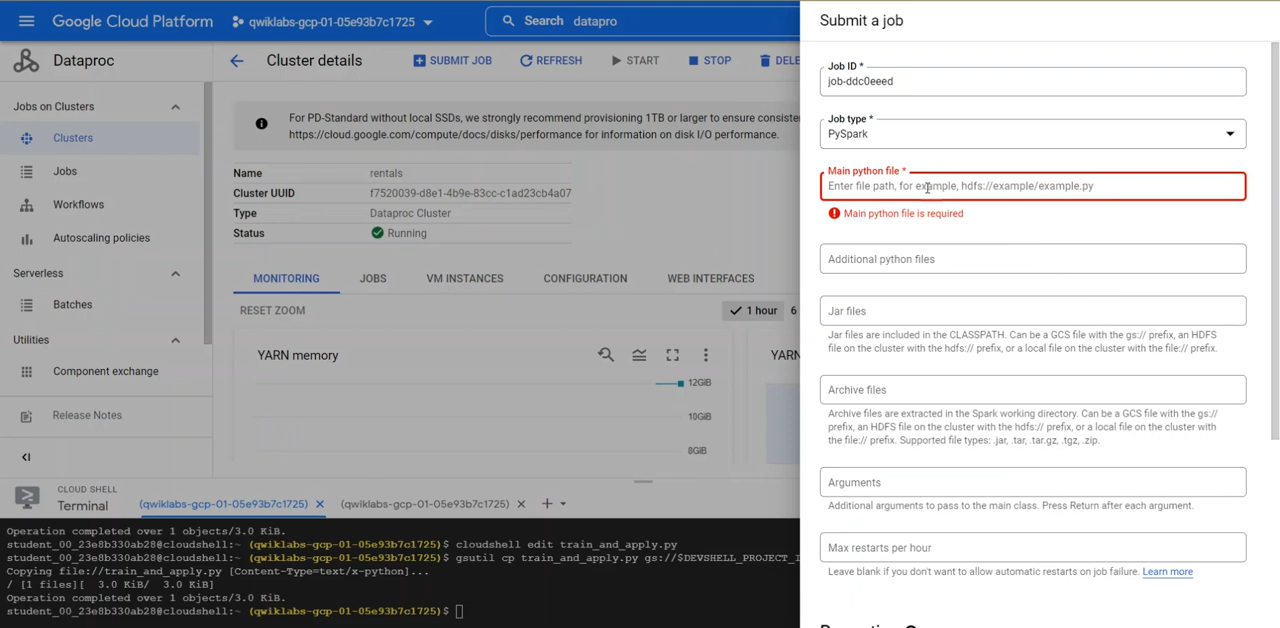 Google Cloud Platform
qwiklabs-gcp-01-05e93b7c1725
Search datapro
Submit a job
Dataproc
Cluster details
SUBMIT JOB
REFRESH
START
STOP
DELE
Jobs on Clusters
Clusters
Jobs
Workflows
Autoscaling policies
Serverless
Batches
Utilities
Component exchange
Release Notes
For PD-Standard without local SSDs, we strongly recommend provisioning 1TB or larger to ensure consiste
https://cloud.google.com/compute/docs/disks/performance for information on disk I/O performance.
Name rentals
Cluster UUID f7520039-d8e1-4b9e-83cc-c1ad23cb4a07
Type Dataproc Cluster
Status Running
MONITORING JOBS VM INSTANCES CONFIGURATION WEB INTERFACES
RESET ZOOM 1 hour 6
YARN memory
12GiB
10GiB
8GiB
YARN
Job ID *
job-ddc0eeed
Job type *
PySpark
Main python file *
Enter file path, for example, hdfs://example/example.py
Main python file is required
Additional python files
Jar files
Jar files are included in the CLASSPATH. Can be a GCS file with the gs:// prefix, an HDFS
file on the cluster with the hdfs:// prefix, or a local file on the cluster with the file:// prefix.
Archive files
Archive files are extracted in the Spark working directory. Can be a GCS file with the gs://
prefix, an HDFS file on the cluster with the hdfs:// prefix, or a local file on the cluster with
the file:// prefix. Supported file types: .jar, .tar, .tar.gz, .tgz, .zip.
Arguments
Additional arguments to pass to the main class. Press Return after each argument.
Max restarts per hour
Leave blank if you don't want to allow automatic restarts on job failure. Learn more
CLOUD SHELL
Terminal
(qwiklabs-gcp-01-05e93b7c1725) (qwiklabs-gcp-01-05e93b7c1725)
Operation completed over 1 objects/3.0 KiB.
student_00_23e8b330ab28@cloudshell:~ (qwiklabs-gcp-01-05e93b7c1725)$ cloudshell edit train_and_apply.py
student_00_23e8b330ab28@cloudshell:~ (qwiklabs-gcp-01-05e93b7c1725)$ gsutil cp train_and_apply.py gs://$DEVSHELL_PROJECT_I
Copying file://train_and_apply.py [Content-Type=text/x-python]...
/ [1 files][ 3.0 KiB/ 3.0 KiB]
Operation completed over 1 objects/3.0 KiB.
student_00_23e8b330ab28@cloudshell:~ (qwiklabs-gcp-01-05e93b7c1725)$